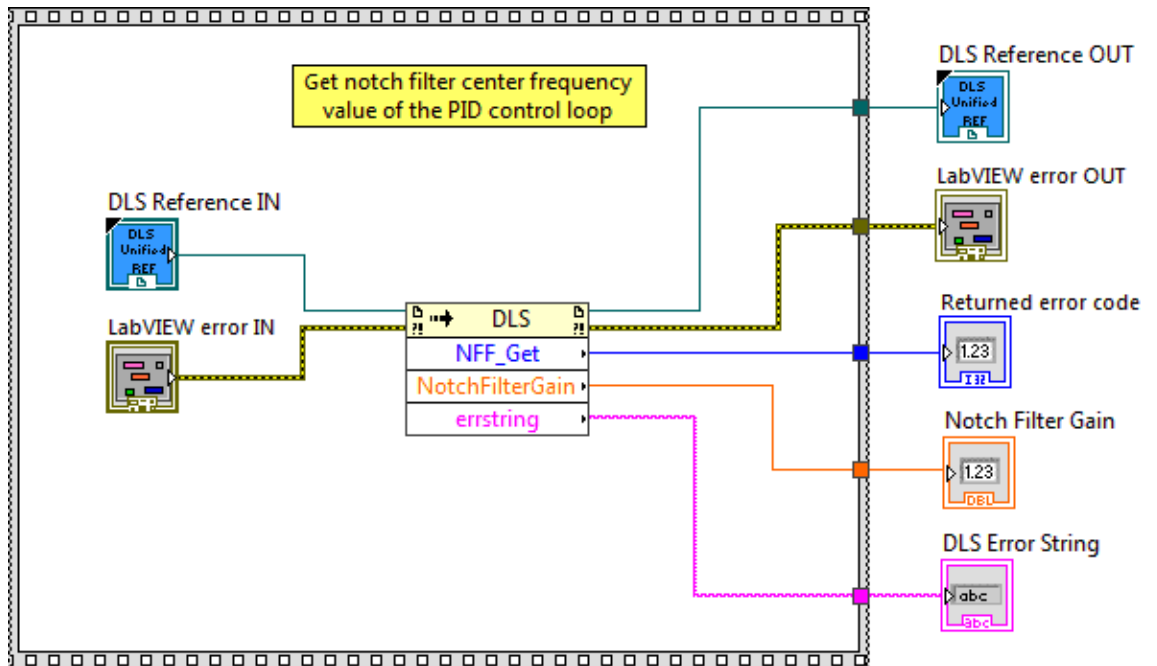 DLS Reference OUT
Get notch filter center frequency
value of the PID control loop
DLS
Unified
REF
LabVIEW error OUT
DLS Reference IN
DLS
Unified
REF
Returned error code
1.23
I32
LabVIEW error IN
DLS
NFF_Get
NotchFilterGain
errstring
Notch Filter Gain
1.23
DBL
DLS Error String
abc
abc